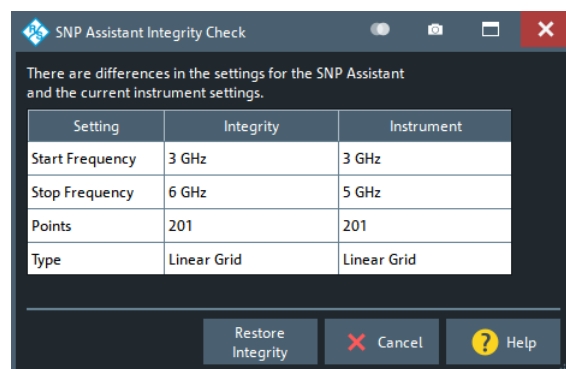 SNP Assistant Integrity Check
There are differences in the settings for the SNP Assistant
and the current instrument settings.
Setting Integrity Instrument
Start Frequency 3 GHz 3 GHz
Stop Frequency 6 GHz 5 GHz
Points 201 201
Type Linear Grid Linear Grid
Restore
Integrity
Cancel
? Help